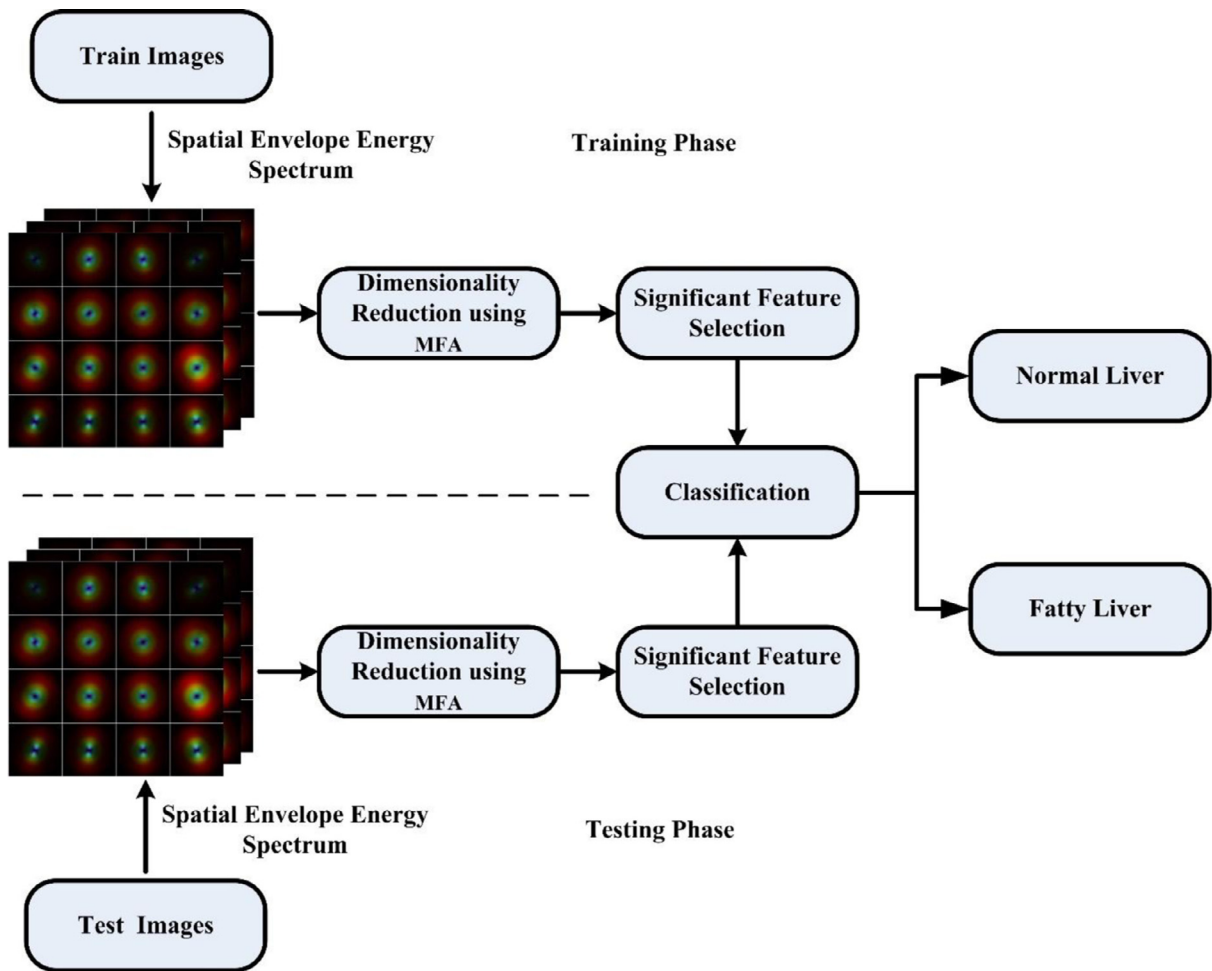 Train Images
Spatial Envelope Energy
Spectrum
Training Phase
Dimensionality
Reduction using
MFA
Significant Feature
Selection
Normal Liver
Classification
Fatty Liver
Dimensionality
Reduction using
MFA
Significant Feature
Selection
Spatial Envelope Energy
Spectrum
Testing Phase
Test Images